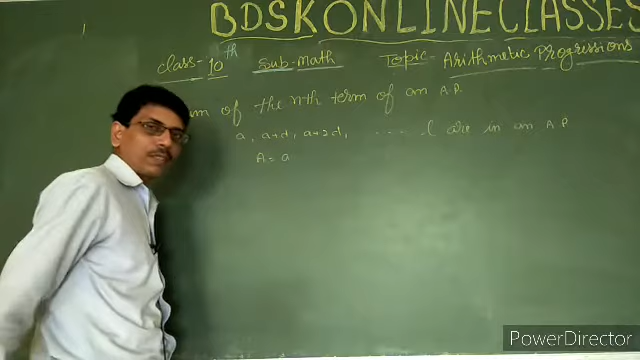 BDSKONLINECLASSES
Class- 10th Sub- Math Topic- Arithmetic Progressions
m of the nth term of an A.P.
a, a+d, a+2d, ..... l are in an A.P
A = a
PowerDirector